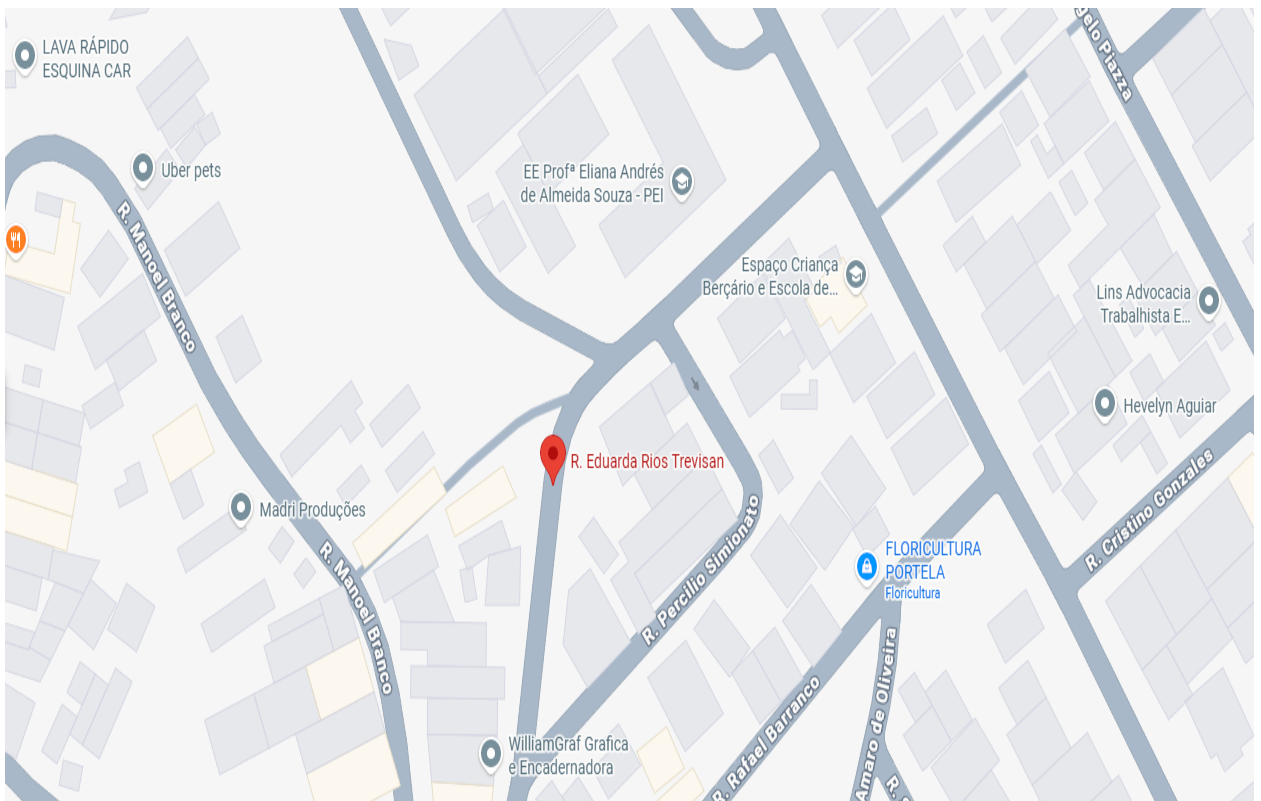 LAVA RÁPIDO
ESQUINA CAR
gelo Piazza
Uber pets
EE Profª Eliana Andrés
de Almeida Souza - PEI
R. Manoel Branco
Espaço Criança
Berçário e Escola de...
Lins Advocacia
Trabalhista E...
Hevelyn Aguiar
R. Eduarda Rios Trevisan
Madri Produções
R. Cristino Gonzales
R. Percilio Simionato
FLORICULTURA
PORTELA
Floricultura
R. Manoel Branco
Amaro de Oliveira
R. Rafael Barranco
WilliamGraf Grafica
e Encadernadora
R.